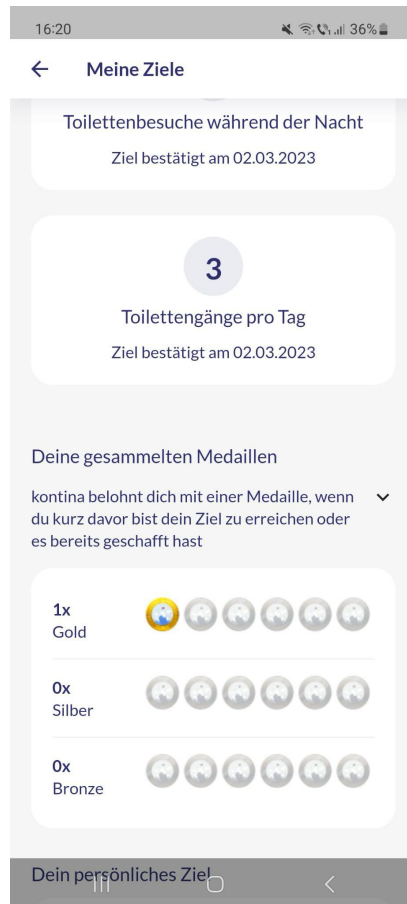 16:20
36%
Meine Ziele
Toilettenbesuche während der Nacht
Ziel bestätigt am 02.03.2023
3
Toilettengänge pro Tag
Ziel bestätigt am 02.03.2023
Deine gesammelten Medaillen
kontina belohnt dich mit einer Medaille, wenn
du kurz davor bist dein Ziel zu erreichen oder
es bereits geschafft hast
1x
Gold
0x
Silber
0x
Bronze
Dein persönliches Ziel